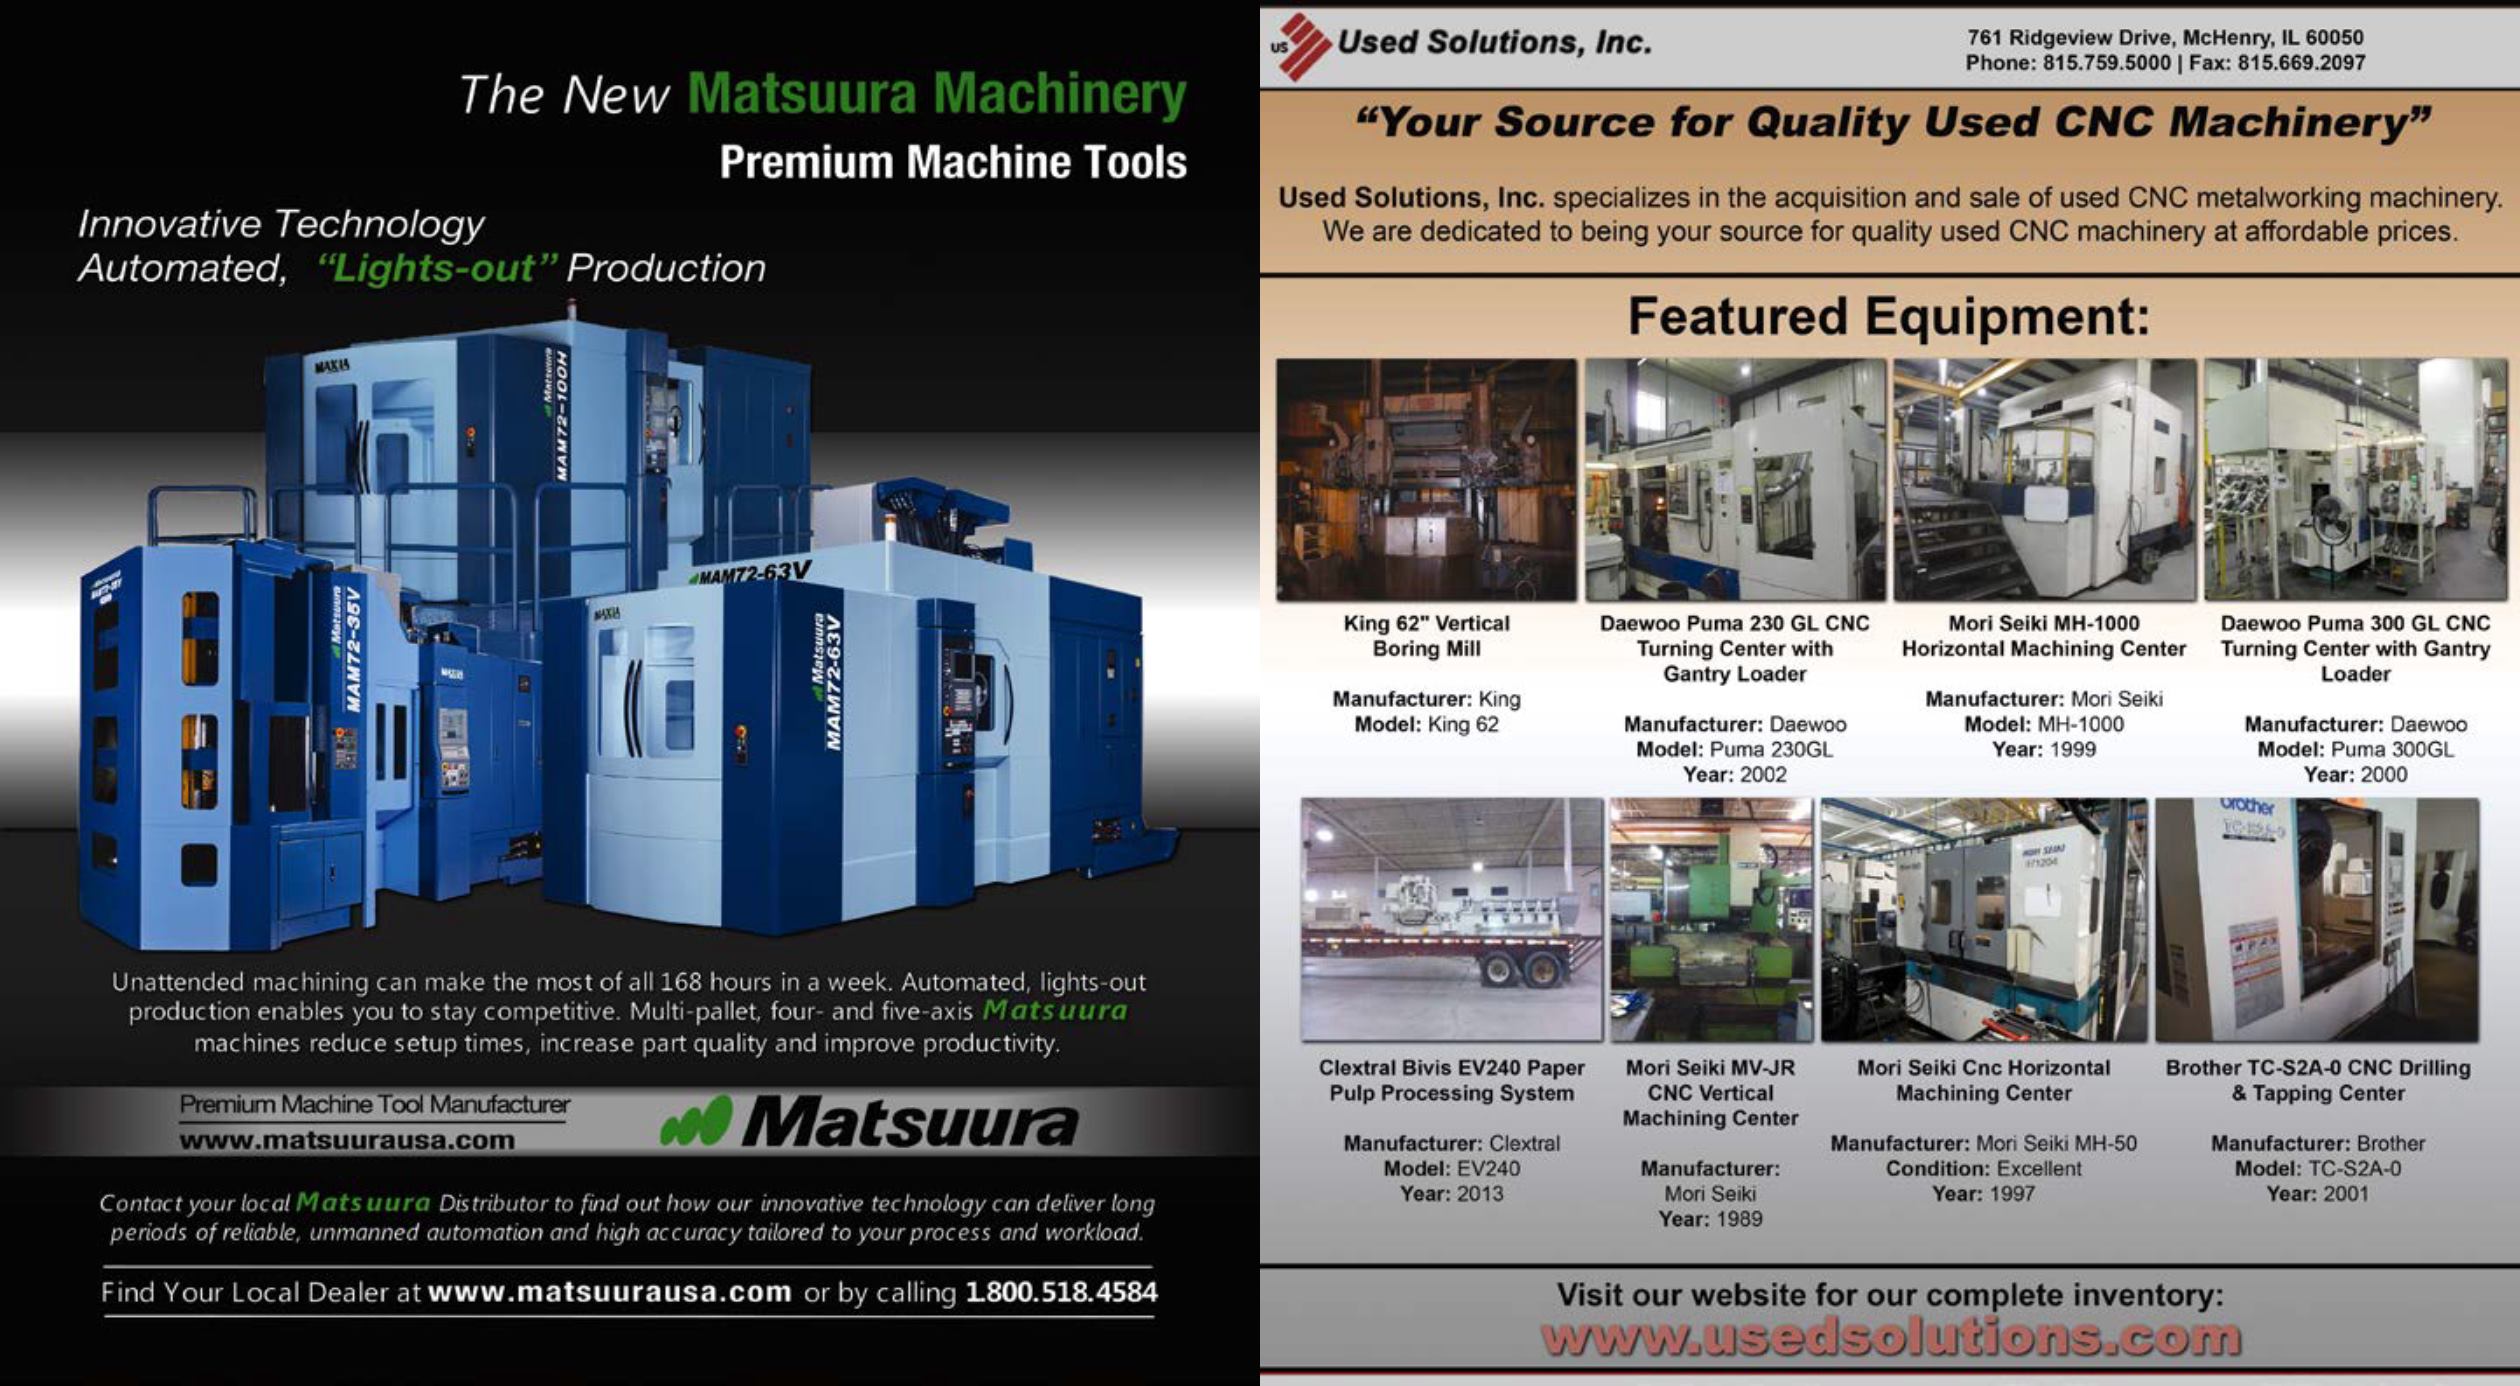 The New Matsuura Machinery
Premium Machine Tools
Innovative Technology
Automated, “Lights-out” Production
MAXIA
Matsuura
MAM72-100H
MAM72-63V
Matsuura
MAM72-35V
MAXIA
MAXIA
Matsuura
MAM72-63V
Unattended machining can make the most of all 168 hours in a week. Automated, lights-out
production enables you to stay competitive. Multi-pallet, four- and five-axis Matsuura
machines reduce setup times, increase part quality and improve productivity.
Premium Machine Tool Manufacturer
www.matsuurausa.com
Matsuura
Contact your local Matsuura Distributor to find out how our innovative technology can deliver long
periods of reliable, unmanned automation and high accuracy tailored to your process and workload.
Find Your Local Dealer at www.matsuurausa.com or by calling 1.800.518.4584
US Used Solutions, Inc.
761 Ridgeview Drive, McHenry, IL 60050
Phone: 815.759.5000 | Fax: 815.669.2097
“Your Source for Quality Used CNC Machinery”
Used Solutions, Inc. specializes in the acquisition and sale of used CNC metalworking machinery.
We are dedicated to being your source for quality used CNC machinery at affordable prices.
Featured Equipment:
King 62" Vertical
Boring Mill
Manufacturer: King
Model: King 62
Daewoo Puma 230 GL CNC
Turning Center with
Gantry Loader
Manufacturer: Daewoo
Model: Puma 230GL
Year: 2002
Mori Seiki MH-1000
Horizontal Machining Center
Manufacturer: Mori Seiki
Model: MH-1000
Year: 1999
Daewoo Puma 300 GL CNC
Turning Center with Gantry
Loader
Manufacturer: Daewoo
Model: Puma 300GL
Year: 2000
MORI SEIKI
brother
TC-S2A-O
Clextral Bivis EV240 Paper
Pulp Processing System
Manufacturer: Clextral
Model: EV240
Year: 2013
Mori Seiki MV-JR
CNC Vertical
Machining Center
Manufacturer:
Mori Seiki
Year: 1989
Mori Seiki Cnc Horizontal
Machining Center
Manufacturer: Mori Seiki MH-50
Condition: Excellent
Year: 1997
Brother TC-S2A-0 CNC Drilling
& Tapping Center
Manufacturer: Brother
Model: TC-S2A-0
Year: 2001
Visit our website for our complete inventory:
www.usedsolutions.com